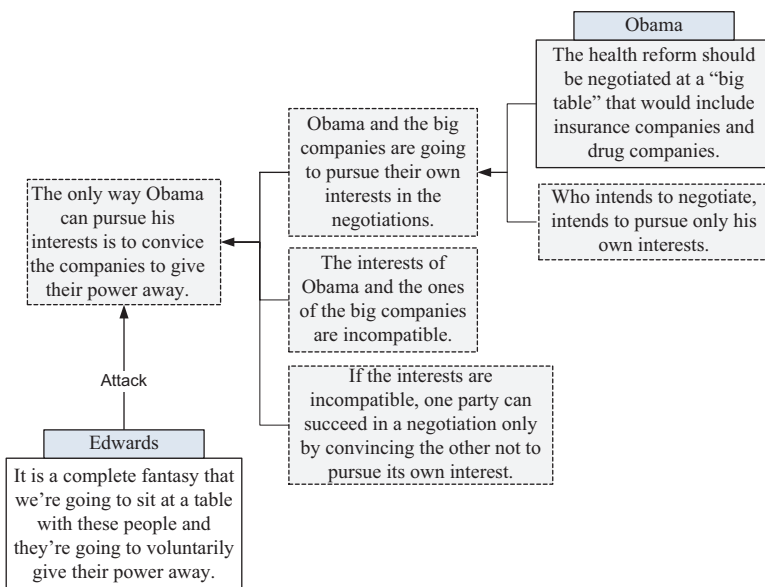 Obama
The health reform should
be negotiated at a “big
table” that would include
insurance companies and
drug companies.
Obama and the big
companies are going
to pursue their own
interests in the
negotiations.
Who intends to negotiate,
intends to pursue only his
own interests.
The only way Obama
can pursue his
interests is to convice
the companies to give
their power away.
The interests of
Obama and the ones
of the big companies
are incompatible.
Attack
If the interests are
incompatible, one party can
succeed in a negotiation only
by convincing the other not to
pursue its own interest.
Edwards
It is a complete fantasy that
we’re going to sit at a table
with these people and
they’re going to voluntarily
give their power away.